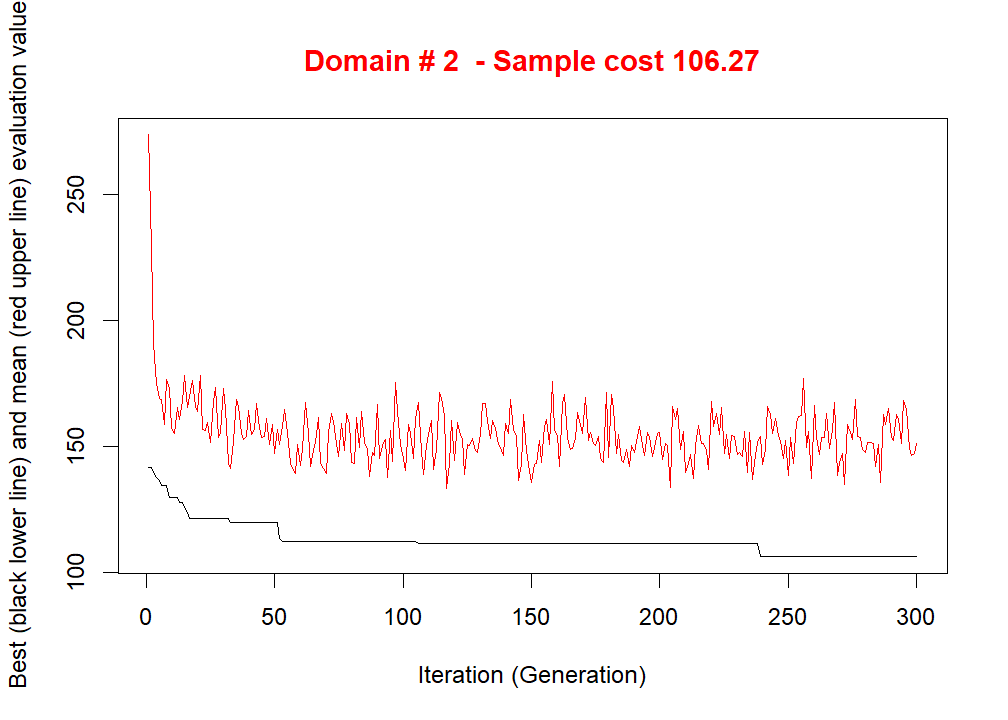 Domain # 2  - Sample cost 106.27
Best (black lower line) and mean (red upper line) evaluation value
250
200
150
100
0 50 100 150 200 250 300
Iteration (Generation)